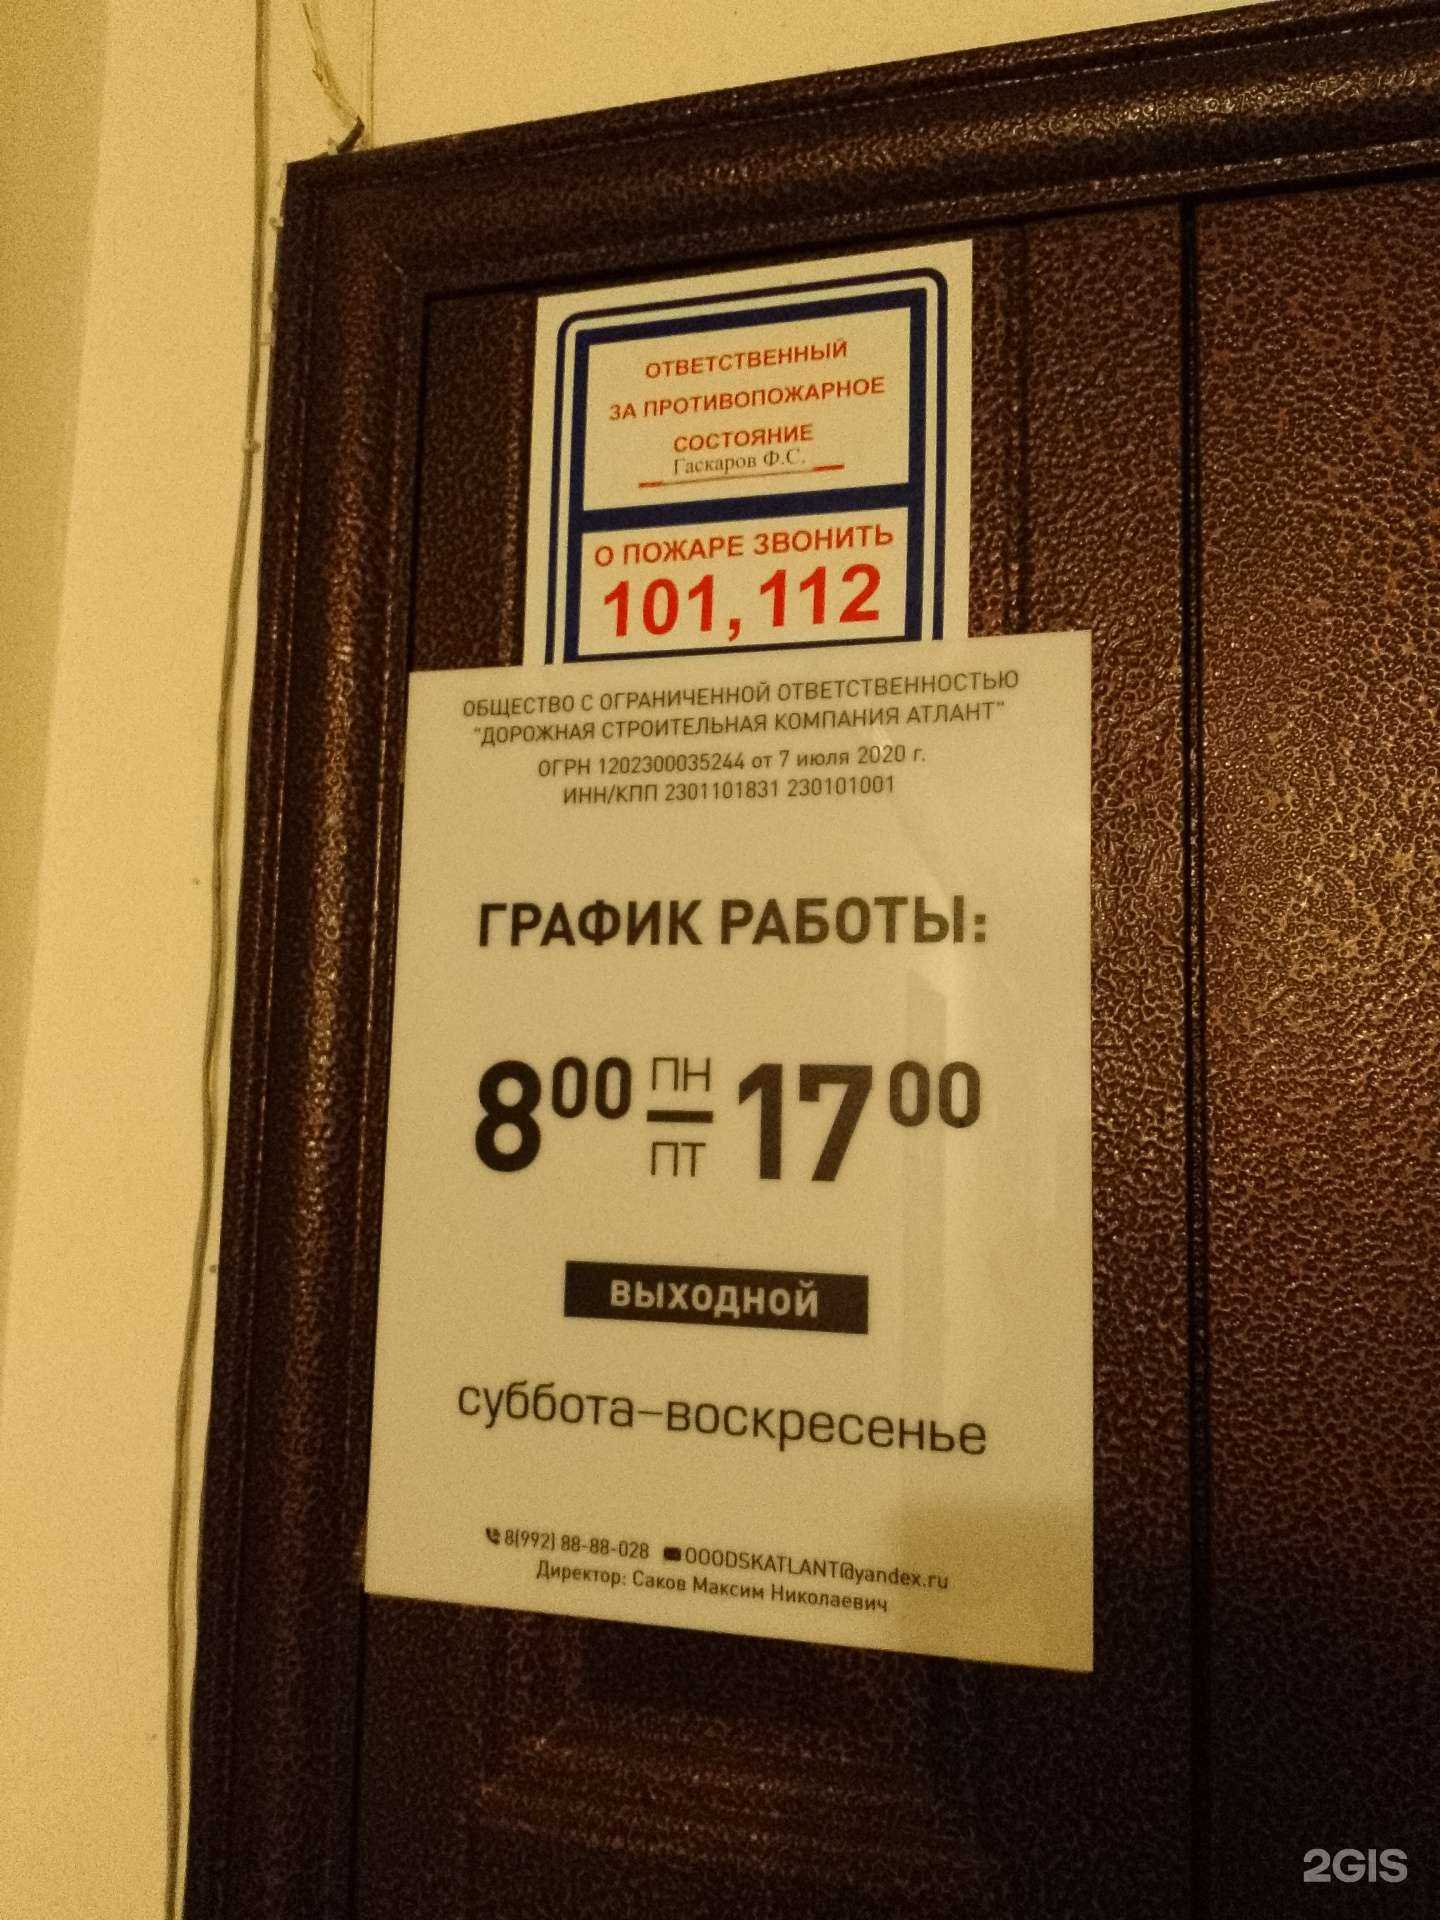 ОТВЕТСТВЕННЫЙ
ЗА ПРОТИВОПОЖАРНОЕ
СОСТОЯНИЕ
Гаскаров Ф.С.
О ПОЖАРЕ ЗВОНИТЬ
101, 112
ОБЩЕСТВО С ОГРАНИЧЕННОЙ ОТВЕТСТВЕННОСТЬЮ
"ДОРОЖНАЯ СТРОИТЕЛЬНАЯ КОМПАНИЯ АТЛАНТ"
ОГРН 1202300035244 от 7 июля 2020 г.
ИНН/КПП 2301101831 230101001
ГРАФИК РАБОТЫ:
8 00 ПН 17 00
ПТ
ВЫХОДНОЙ
суббота–воскресенье
8(992) 88-88-028 OOODSKATLANT@yandex.ru
Директор: Саков Максим Николаевич
2GIS